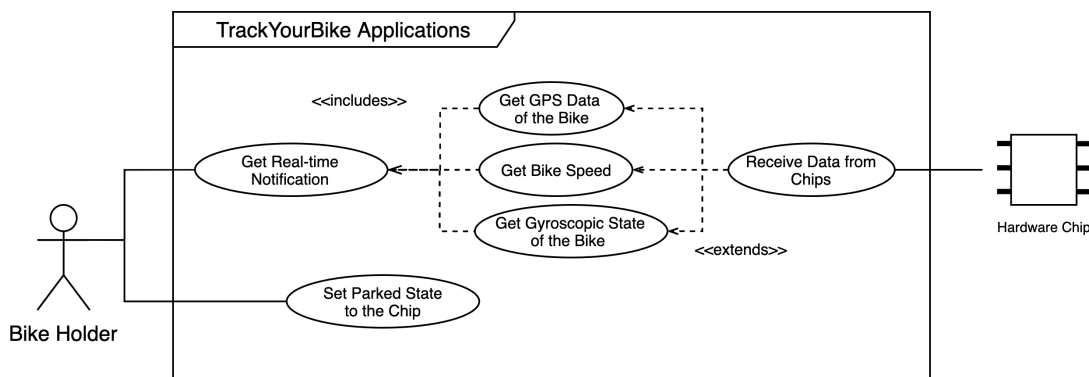 TrackYourBike Applications
<<includes>>
Get GPS Data
of the Bike
Get Real-time
Notification
Get Bike Speed
Receive Data from
Chips
Get Gyroscopic State
of the Bike
<<extends>>
Hardware Chip
Set Parked State
to the Chip
Bike Holder